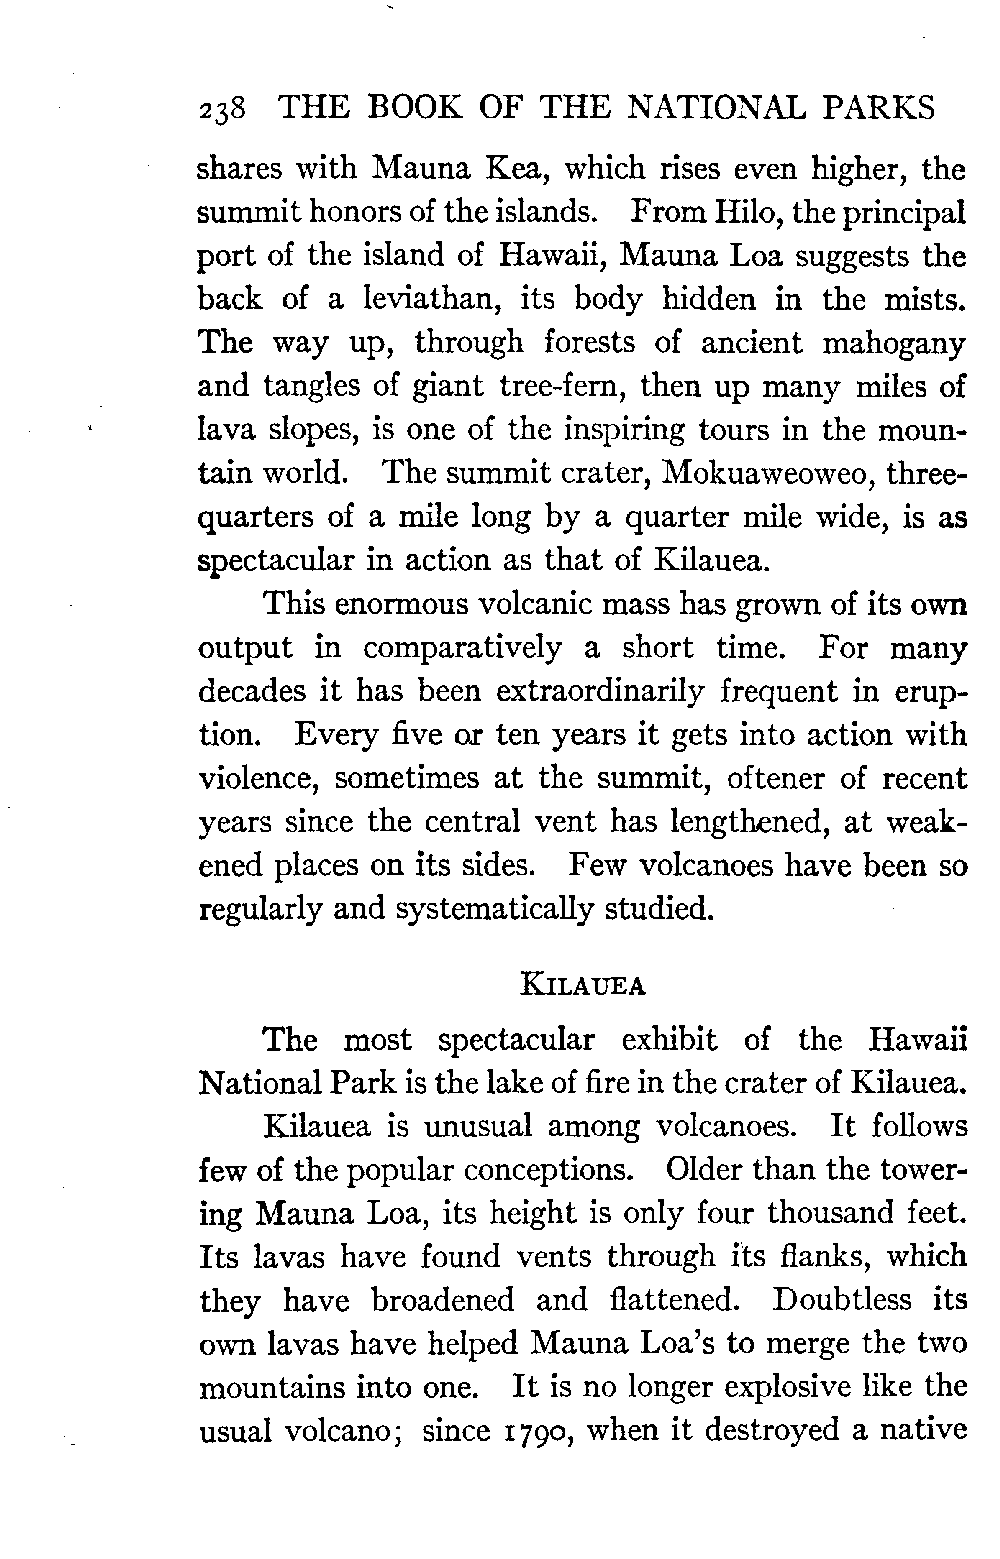 238 THE BOOK OF THE NATIONAL PARKS
shares with Mauna Kea, which rises even higher, the
summit honors of the islands. From Hilo, the principal
port of the island of Hawaii, Mauna Loa suggests the
back of a leviathan, its body hidden in the mists.
The way up, through forests of ancient mahogany
and tangles of giant tree-fern, then up many miles of
lava slopes, is one of the inspiring tours in the moun-
tain world. The summit crater, Mokuaweoweo, three-
quarters of a mile long by a quarter mile wide, is as
spectacular in action as that of Kilauea.
This enormous volcanic mass has grown of its own
output in comparatively a short time. For many
decades it has been extraordinarily frequent in erup-
tion. Every five or ten years it gets into action with
violence, sometimes at the summit, oftener of recent
years since the central vent has lengthened, at weak-
ened places on its sides. Few volcanoes have been so
regularly and systematically studied.
KILAUEA
The most spectacular exhibit of the Hawaii
National Park is the lake of fire in the crater of Kilauea.
Kilauea is unusual among volcanoes. It follows
few of the popular conceptions. Older than the tower-
ing Mauna Loa, its height is only four thousand feet.
Its lavas have found vents through its flanks, which
they have broadened and flattened. Doubtless its
own lavas have helped Mauna Loa's to merge the two
mountains into one. It is no longer explosive like the
usual volcano; since 1790, when it destroyed a native